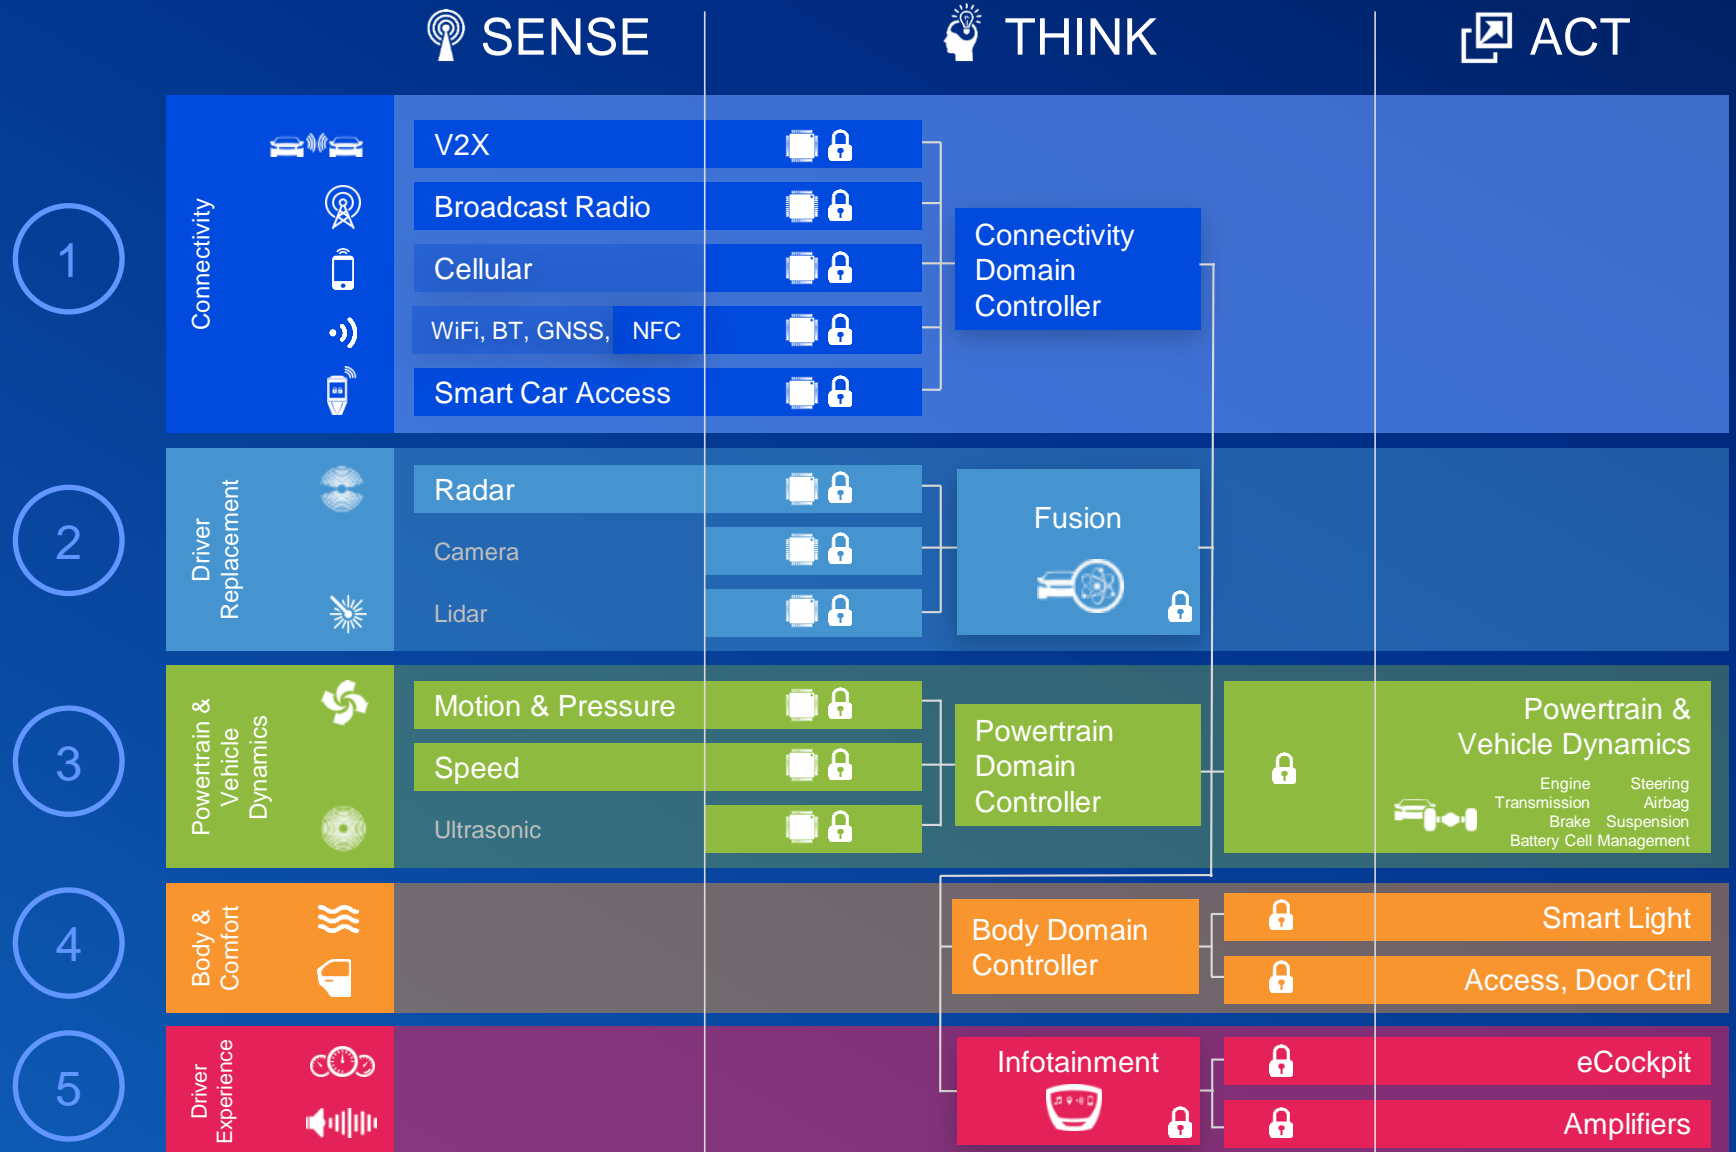 SENSE
THINK
ACT
1
Connectivity
V2X
Broadcast Radio
Cellular
WiFi, BT, GNSS, NFC
Smart Car Access
Connectivity
Domain
Controller
2
Driver
Replacement
Radar
Camera
Lidar
Fusion
3
Powertrain &
Vehicle
Dynamics
Motion & Pressure
Speed
Ultrasonic
Powertrain
Domain
Controller
Powertrain &
Vehicle Dynamics
Engine Steering
Transmission Airbag
Brake Suspension
Battery Cell Management
4
Body &
Comfort
Body Domain
Controller
Smart Light
Access, Door Ctrl
5
Driver
Experience
Infotainment
eCockpit
Amplifiers